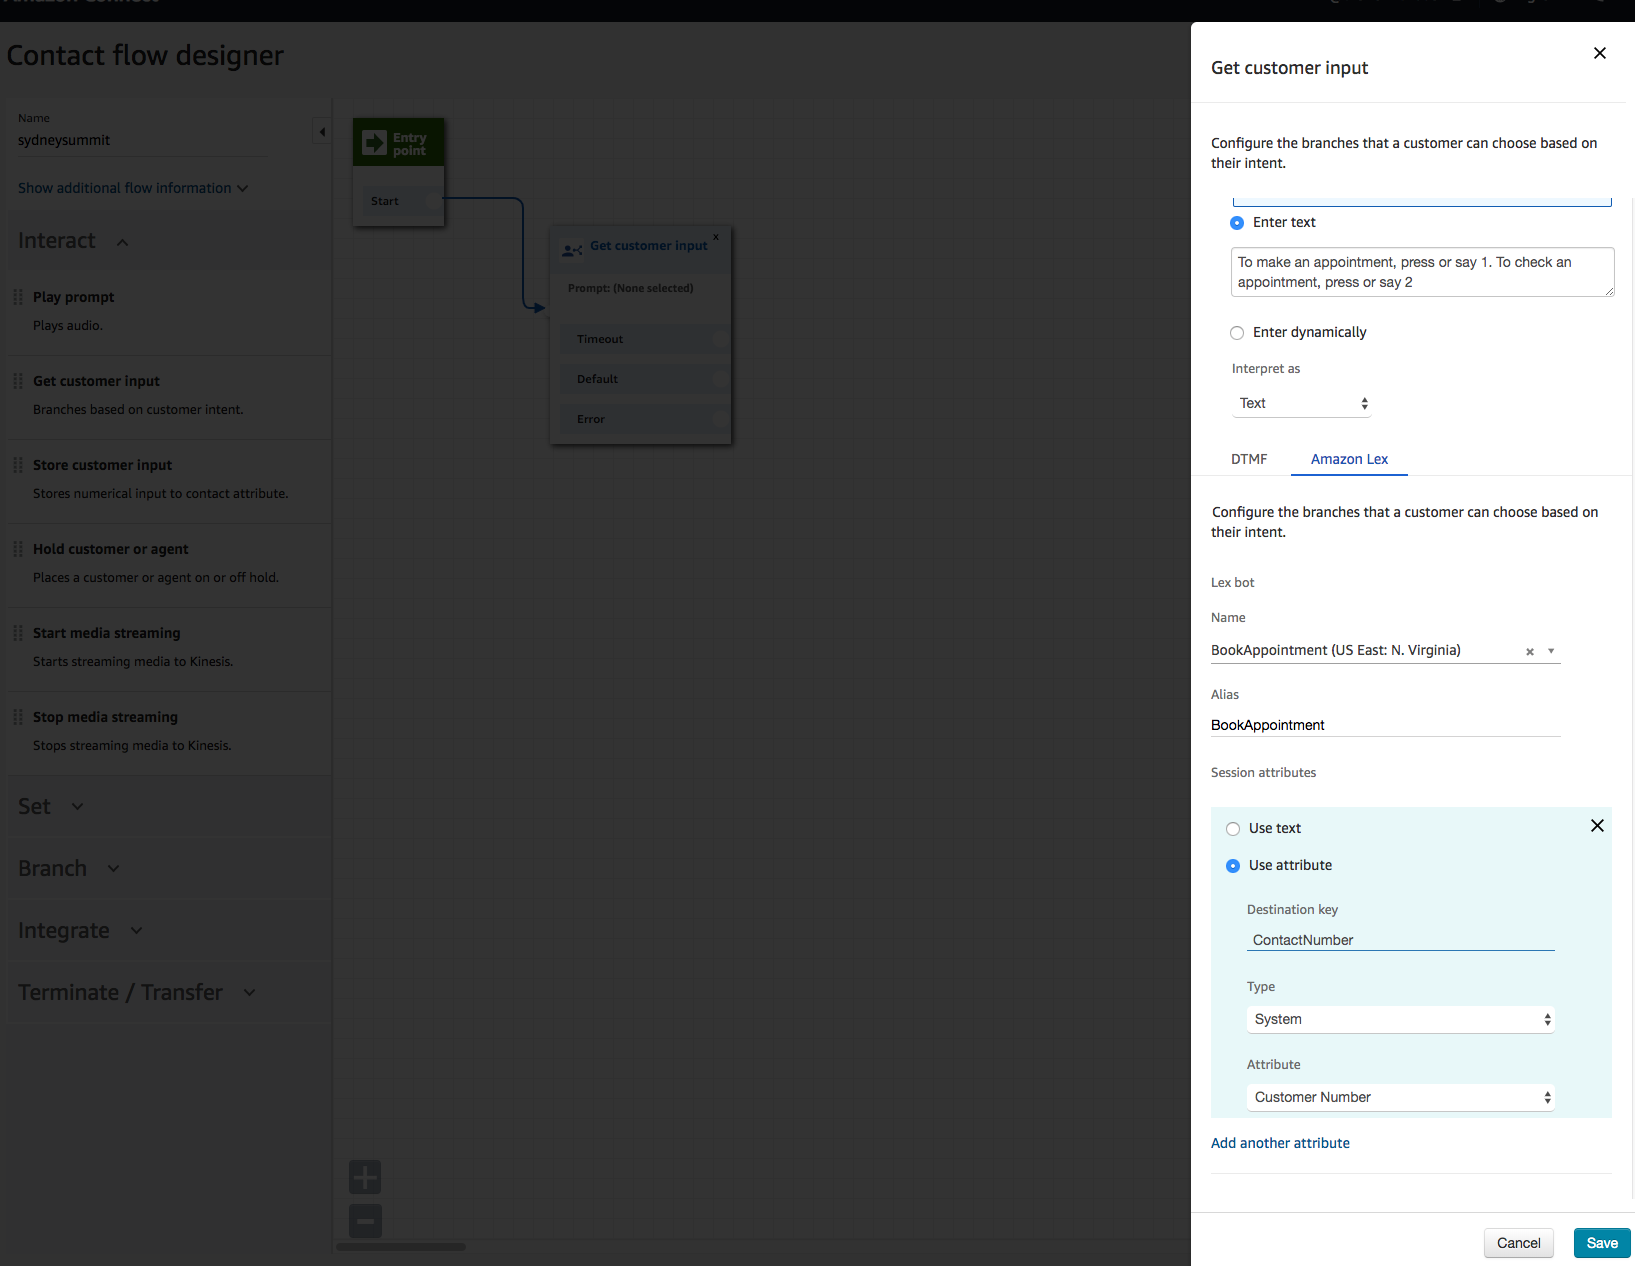 Contact flow designer
Name
sydneysummit
Show additional flow information
Interact
Play prompt
Plays audio.
Get customer input
Branches based on customer intent.
Store customer input
Stores numerical input to contact attribute.
Hold customer or agent
Places a customer or agent on or off hold.
Start media streaming
Starts streaming media to Kinesis.
Stop media streaming
Stops streaming media to Kinesis.
Set
Branch
Integrate
Terminate / Transfer
Entry
point
Start
Get customer input
x
Prompt: (None selected)
Timeout
Default
Error
Get customer input
Configure the branches that a customer can choose based on
their intent.
Enter text
To make an appointment, press or say 1. To check an
appointment, press or say 2
Enter dynamically
Interpret as
Text
DTMF
Amazon Lex
Configure the branches that a customer can choose based on
their intent.
Lex bot
Name
BookAppointment (US East: N. Virginia)
Alias
BookAppointment
Session attributes
Use text
Use attribute
Destination key
ContactNumber
Type
System
Attribute
Customer Number
Add another attribute
Cancel
Save